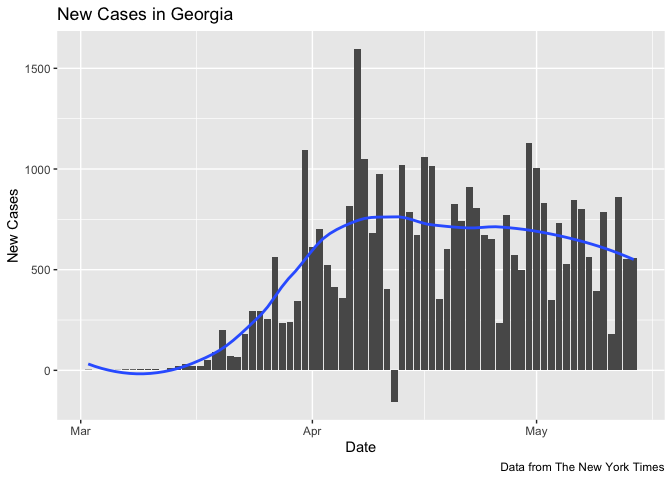 New Cases in Georgia
1500
1000
500
0
New Cases
Mar
Apr
May
Date
Data from The New York Times